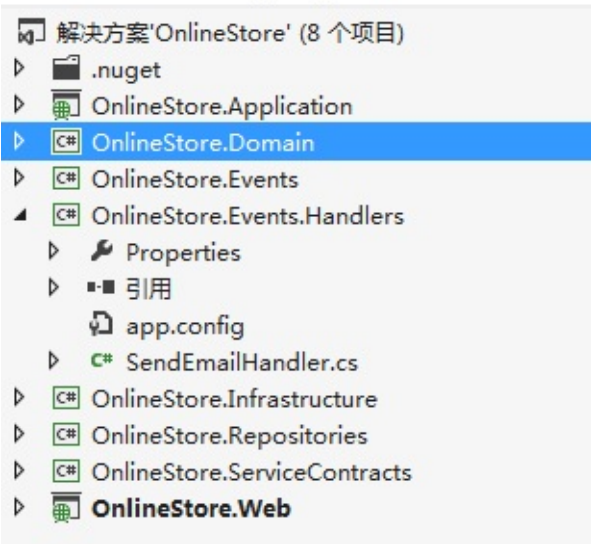 解决方案'OnlineStore' (8 个项目)
.nuget
OnlineStore.Application
C# OnlineStore.Domain
C# OnlineStore.Events
C# OnlineStore.Events.Handlers
Properties
引用
app.config
C# SendEmailHandler.cs
C# OnlineStore.Infrastructure
C# OnlineStore.Repositories
C# OnlineStore.ServiceContracts
OnlineStore.Web